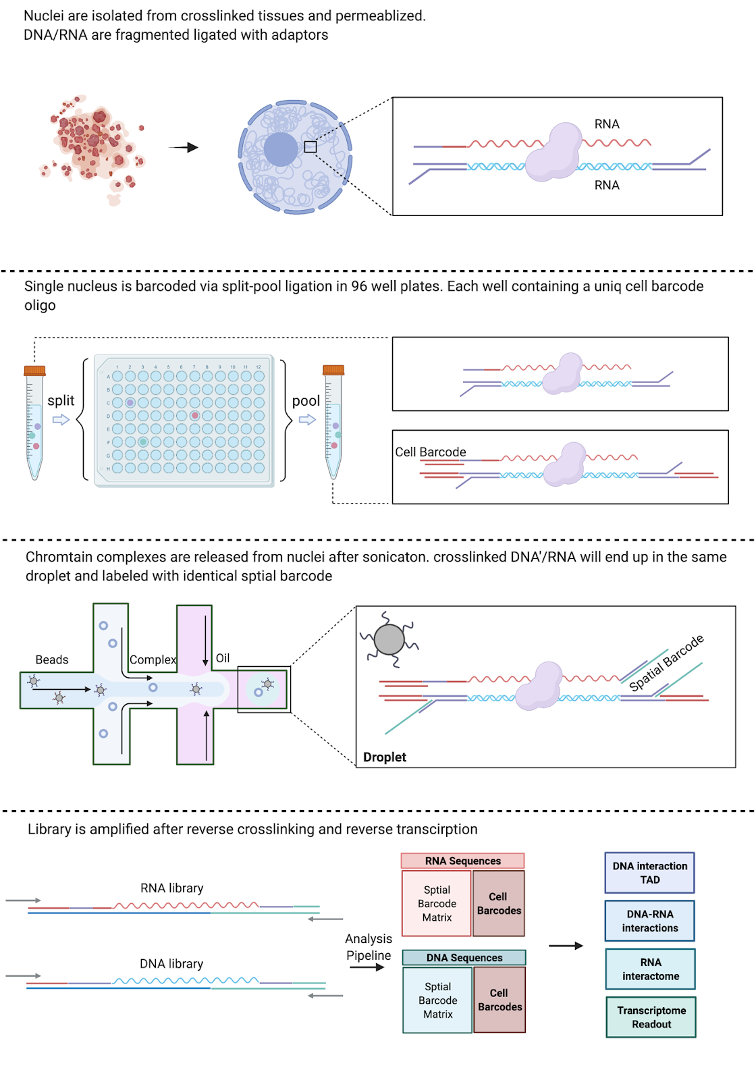 Nuclei are isolated from crosslinked tissues and permeablized.
DNA/RNA are fragmented ligated with adaptors
RNA
RNA
Single nucleus is barcoded via split-pool ligation in 96 well plates. Each well containing a uniq cell barcode
oligo
split
1 2 3 4 5 6 7 8 9 10 11 12
A
B
C
D
E
F
G
H
pool
Cell Barcode
Chromtain complexes are released from nuclei after sonicaton. crosslinked DNA'/RNA will end up in the same
droplet and labeled with identical sptial barcode
Beads
Complex
Oil
Spatial Barcode
Droplet
Library is amplified after reverse crosslinking and reverse transcirption
RNA library
DNA library
Analysis
Pipeline
RNA Sequences
Sptial
Barcode
Matrix
Cell
Barcodes
DNA Sequences
Sptial
Barcode
Matrix
Cell
Barcodes
DNA interaction
TAD
DNA-RNA
interactions
RNA
interactome
Transcriptome
Readout